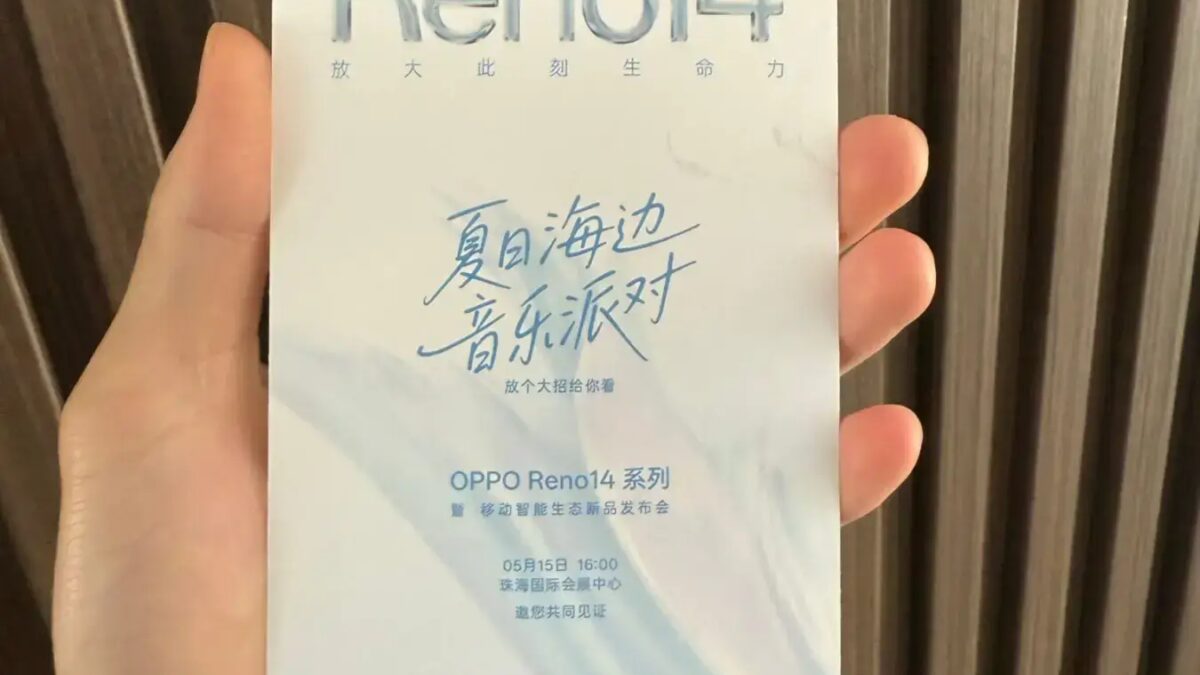 Reno14
放大此刻生命力
夏日海边
音乐派对
放个大招给你看
OPPO Reno14 系列
暨 移动智能生态新品发布会
05月15日 16:00
珠海国际会展中心
邀您共同见证